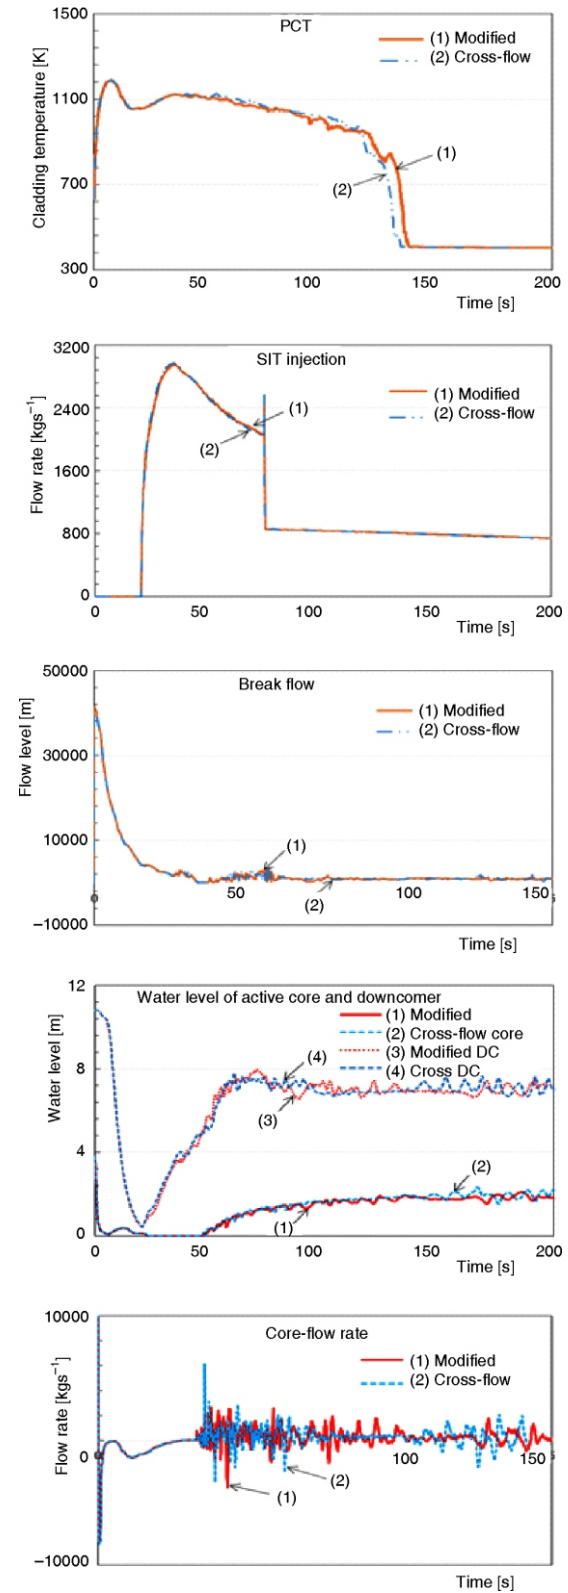 1500
PCT
(1) Modified
(2) Cross-flow
1100
Cladding temperature [K]
(1)
700
(2)
300
0 50 100 150 200
Time [s]
3200
SIT injection
(1) Modified
2400
(1)
(2) Cross-flow
Flow rate [kgs⁻¹]
(2)
1600
800
0
0 50 100 150 200
Time [s]
50000
Break flow
(1) Modified
(2) Cross-flow
Flow level [m]
30000
10000
(1)
0 50 100 150
(2)
−10000
Time [s]
12
Water level of active core and downcomer
(1) Modified
(2) Cross-flow core
(3) Modified DC
(4) Cross DC
Water level [m]
8
(4)
(3)
4
(2)
(1)
0
0 50 100 150 200
Time [s]
10000
Core-flow rate
(1) Modified
(2) Cross-flow
Flow rate [kgs⁻¹]
0 100 150
(2)
(1)
−10000
Time [s]